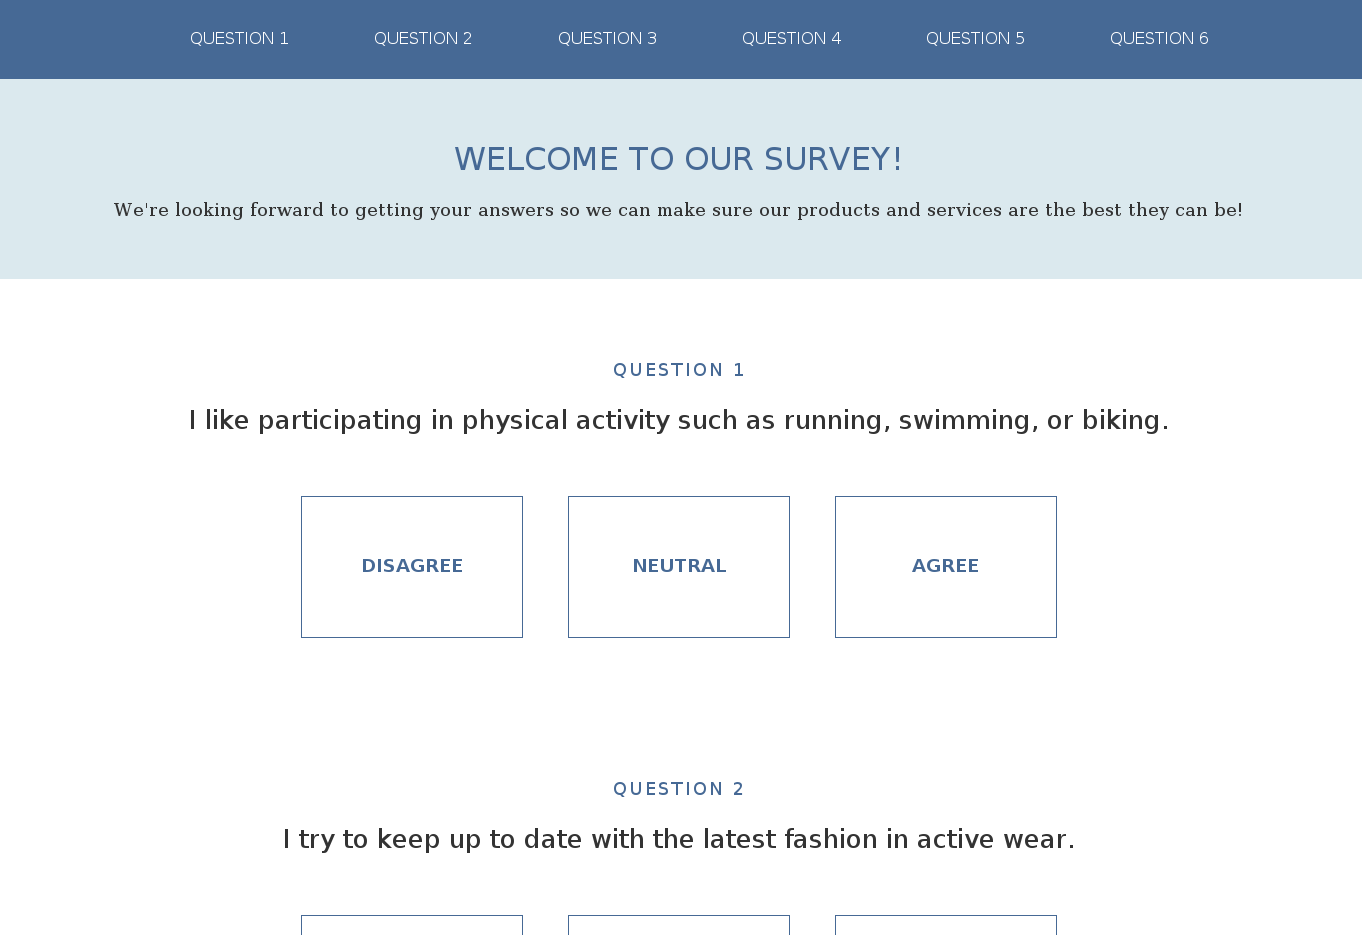 QUESTION 1 QUESTION 2 QUESTION 3 QUESTION 4 QUESTION 5 QUESTION 6
WELCOME TO OUR SURVEY!
We're looking forward to getting your answers so we can make sure our products and services are the best they can be!
QUESTION 1
I like participating in physical activity such as running, swimming, or biking.
DISAGREE NEUTRAL AGREE
QUESTION 2
I try to keep up to date with the latest fashion in active wear.